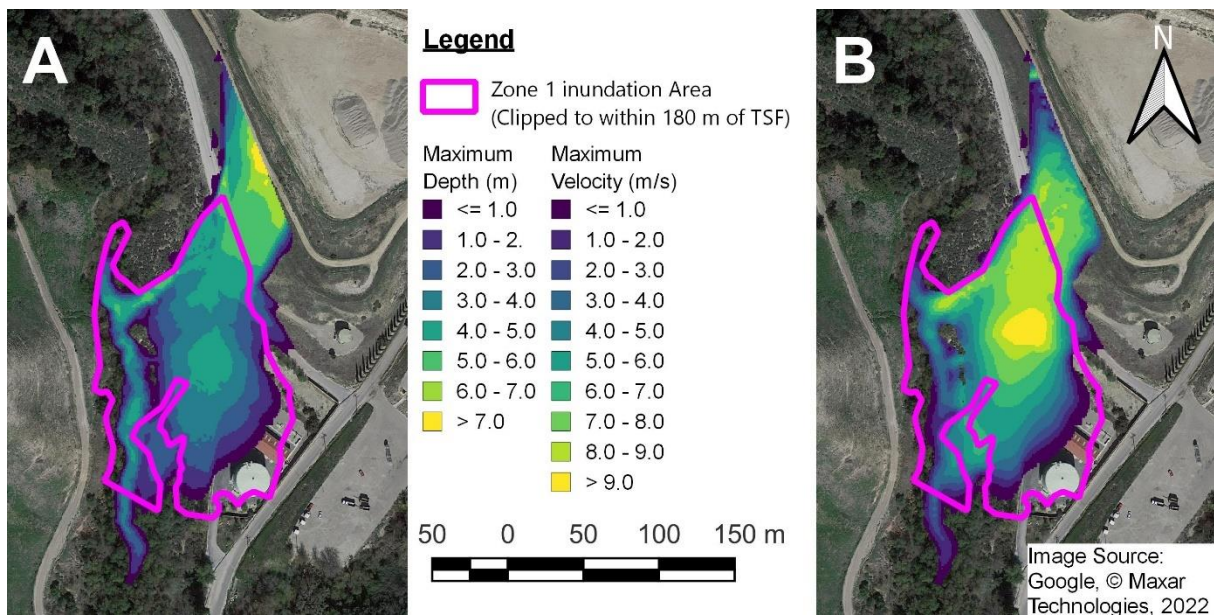 A
Legend
Zone 1 inundation Area
(Clipped to within 180 m of TSF)
Maximum
Depth (m)
<= 1.0
1.0 - 2.
2.0 - 3.0
3.0 - 4.0
4.0 - 5.0
5.0 - 6.0
6.0 - 7.0
> 7.0
Maximum
Velocity (m/s)
<= 1.0
1.0 - 2.0
2.0 - 3.0
3.0 - 4.0
4.0 - 5.0
5.0 - 6.0
6.0 - 7.0
7.0 - 8.0
8.0 - 9.0
> 9.0
50 0 50 100 150 m
B
N
Image Source:
Google, © Maxar
Technologies, 2022